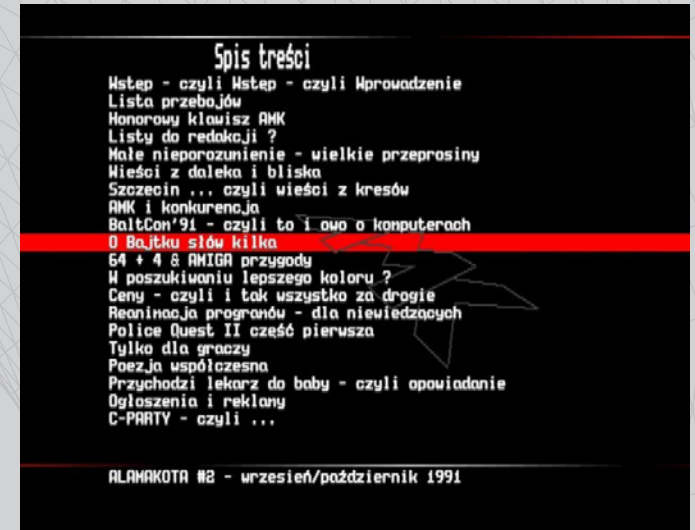 Spis treści
Wstęp - czyli Wstęp - czyli Wprowadzenie
Lista przebojów
Honorowy klawisz AMK
Listy do redakcji ?
Małe nieporozumienie - wielkie przeprosiny
Wieści z daleka i bliska
Szczecin ... czyli wieści z kresów
AMK i konkurencja
BaltCon'91 - czyli to i owo o komputerach
O Bajtku słów kilka
64 + 4 & AMIGA przygody
W poszukiwaniu lepszego koloru ?
Ceny - czyli i tak wszystko za drogie
Reanimacja programów - dla niewiedzących
Police Quest II cześć pierwsza
Tylko dla graczy
Poezja współczesna
Przychodzi lekarz do baby - czyli opowiadanie
Ogłoszenia i reklamy
C-PARTY - czyli ...
ALAMAKOTA #2 - wrzesień/październik 1991